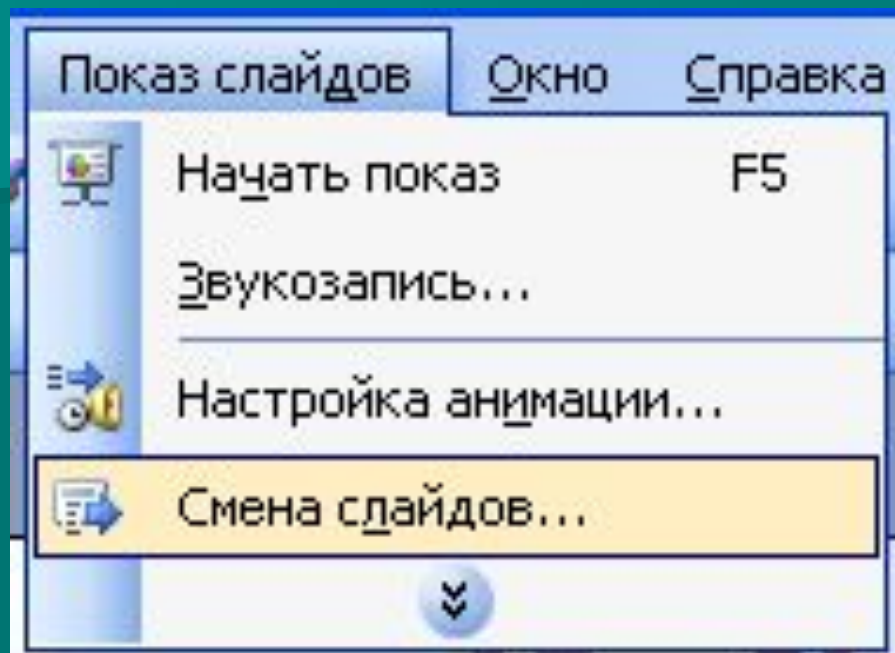 Показ слайдов Окно Справка
Начать показ F5
Звукозапись...
Настройка анимации...
Смена слайдов...